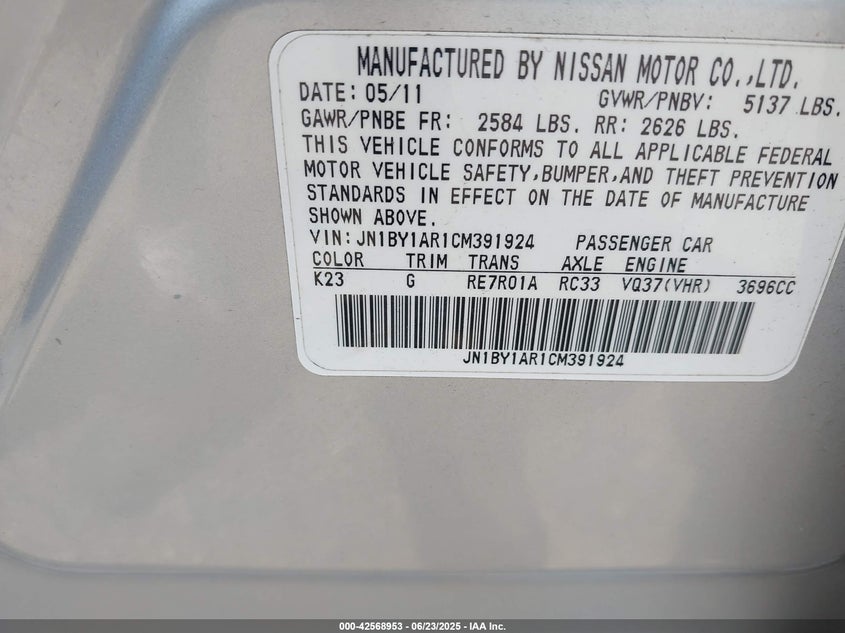 MANUFACTURED BY NISSAN MOTOR CO.,LTD.
DATE: 05/11 GVWR/PNBV: 5137 LBS.
GAWR/PNBE FR: 2584 LBS. RR: 2626 LBS.
THIS VEHICLE CONFORMS TO ALL APPLICABLE FEDERAL
MOTOR VEHICLE SAFETY,BUMPER,AND THEFT PREVENTION
STANDARDS IN EFFECT ON THE DATE OF MANUFACTURE
SHOWN ABOVE.
VIN: JN1BY1AR1CM391924 PASSENGER CAR
COLOR TRIM TRANS AXLE ENGINE
K23 G RE7R01A RC33 VQ37(VHR) 3696CC
JN1BY1AR1CM391924
000-42568953 / 06/23/2025 - IAA Inc.